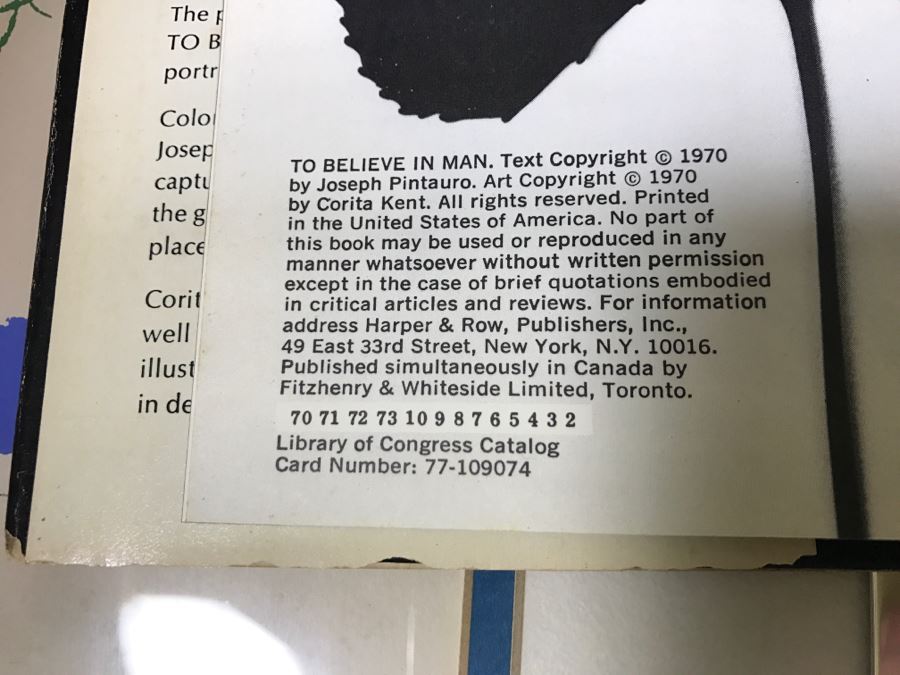 The
TO B
portr
Color
Josep
captu
the g
place
Corit
well
illust
in de
TO BELIEVE IN MAN. Text Copyright © 1970
by Joseph Pintauro. Art Copyright © 1970
by Corita Kent. All rights reserved. Printed
in the United States of America. No part of
this book may be used or reproduced in any
manner whatsoever without written permission
except in the case of brief quotations embodied
in critical articles and reviews. For information
address Harper & Row, Publishers, Inc.,
49 East 33rd Street, New York, N.Y. 10016.
Published simultaneously in Canada by
Fitzhenry & Whiteside Limited, Toronto.
70 71 72 73 10 9 8 7 6 5 4 3 2
Library of Congress Catalog
Card Number: 77-109074